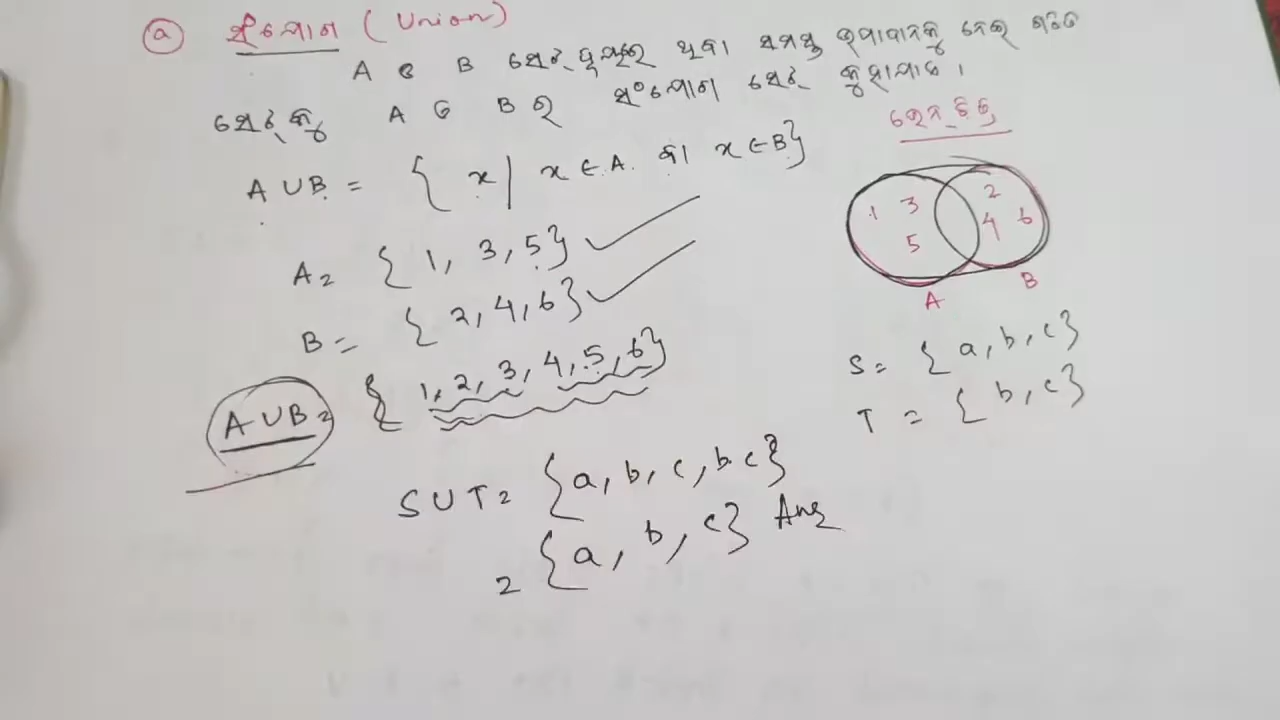 (a) ସଂଯୋଗ (Union)
A ଓ B ସେଟ୍ ଦ୍ୱୟରେ ଥିବା ସମସ୍ତ ଉପାଦାନକୁ ନେଇ ଗଠିତ
ସେଟ୍ କୁ A ଓ B ର ସଂଯୋଗ ସେଟ୍ କୁହାଯାଏ ।
A ∪ B = { x | x ∈ A ବା x ∈ B }
A = { 1, 3, 5 }
B = { 2, 4, 6 }
A ∪ B = { 1, 2, 3, 4, 5, 6 }
ଭେନ୍ ଚିତ୍ର
1 3 5 2 4 6
A B
S = { a, b, c }
T = { b, c }
S ∪ T = { a, b, c, b c }
= { a, b, c } Ans